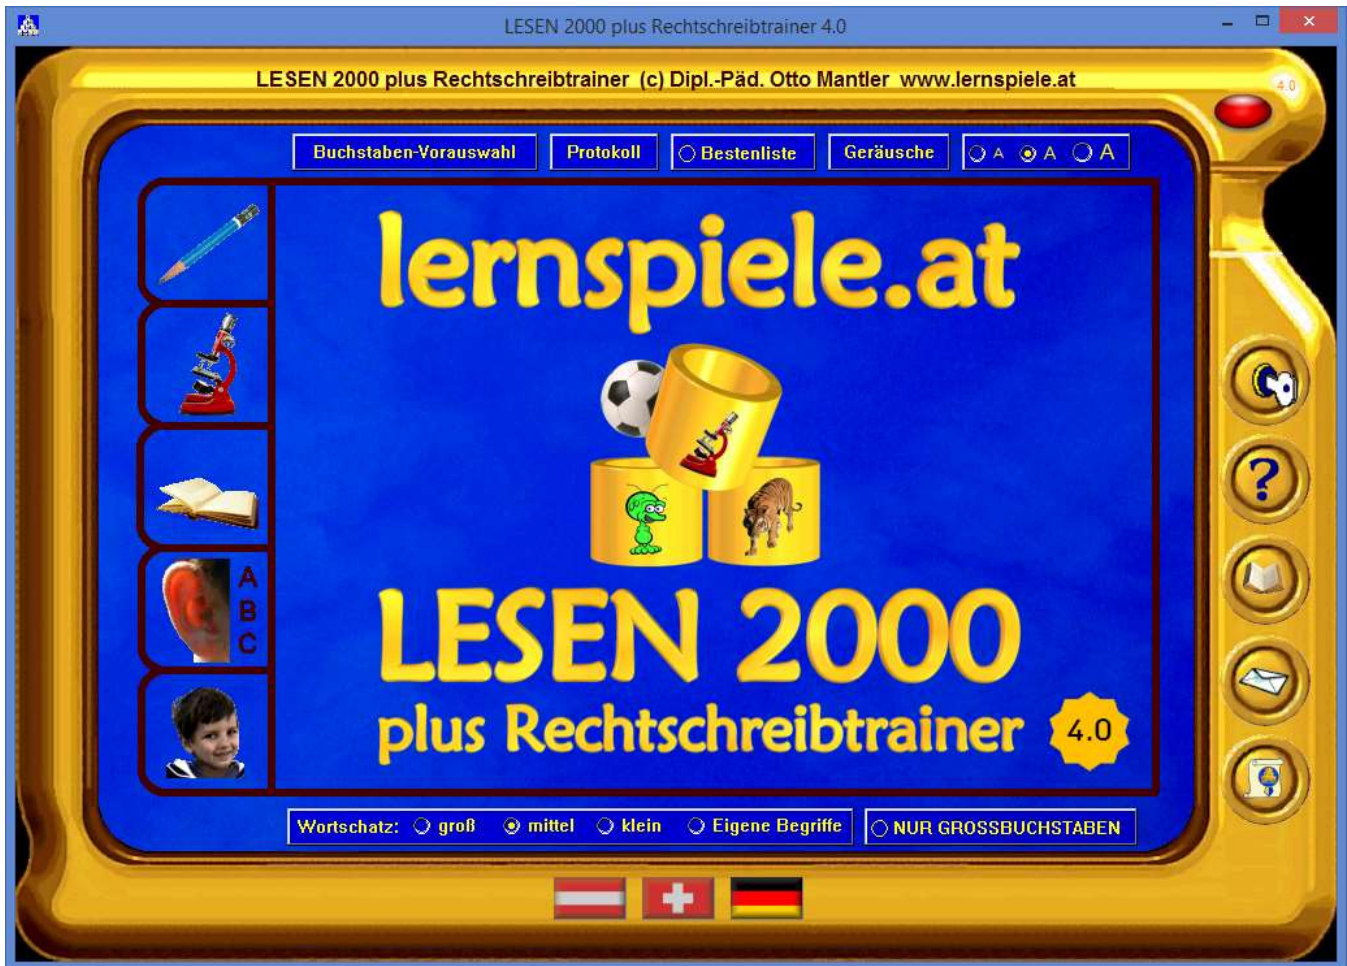 LESEN 2000 plus Rechtschreibtrainer 4.0
LESEN 2000 plus Rechtschreibtrainer (c) Dipl.-Päd. Otto Mantler www.lernspiele.at
4.0
Buchstaben-Vorauswahl Protokoll Bestenliste Geräusche A A A
lernspiele.at
A
B
C
?
LESEN 2000
plus Rechtschreibtrainer 4.0
Wortschatz: groß mittel klein Eigene Begriffe NUR GROSSBUCHSTABEN